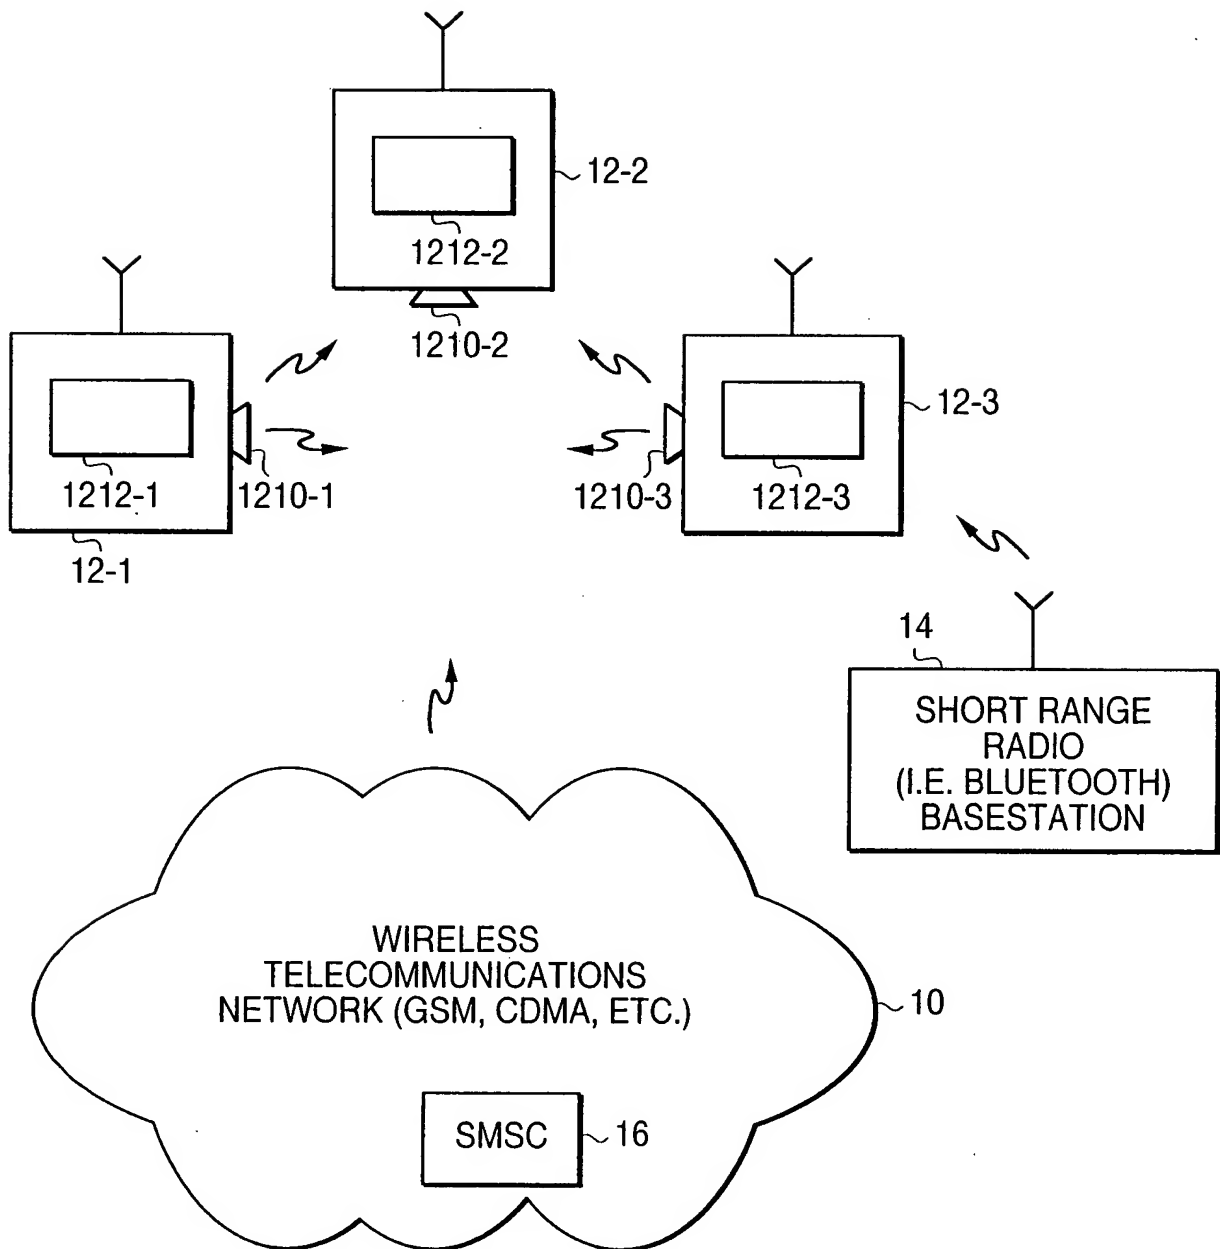 12-2
1212-2
1210-2
12-3
1212-1
1210-1
1210-3
1212-3
12-1
14
SHORT RANGE
RADIO
(I.E. BLUETOOTH)
BASESTATION
WIRELESS
TELECOMMUNICATIONS
NETWORK (GSM, CDMA, ETC.)
10
SMSC
16